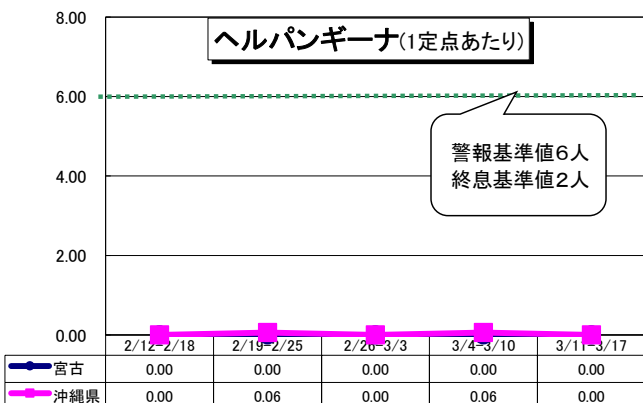 8.00
ヘルパンギーナ(1定点あたり)
6.00
警報基準値6人
終息基準値2人
4.00
2.00
0.00
2/12-2/18 2/19-2/25 2/26-3/3 3/4-3/10 3/11-3/17
宮古 0.00 0.00 0.00 0.00 0.00
沖縄県 0.00 0.06 0.00 0.06 0.00